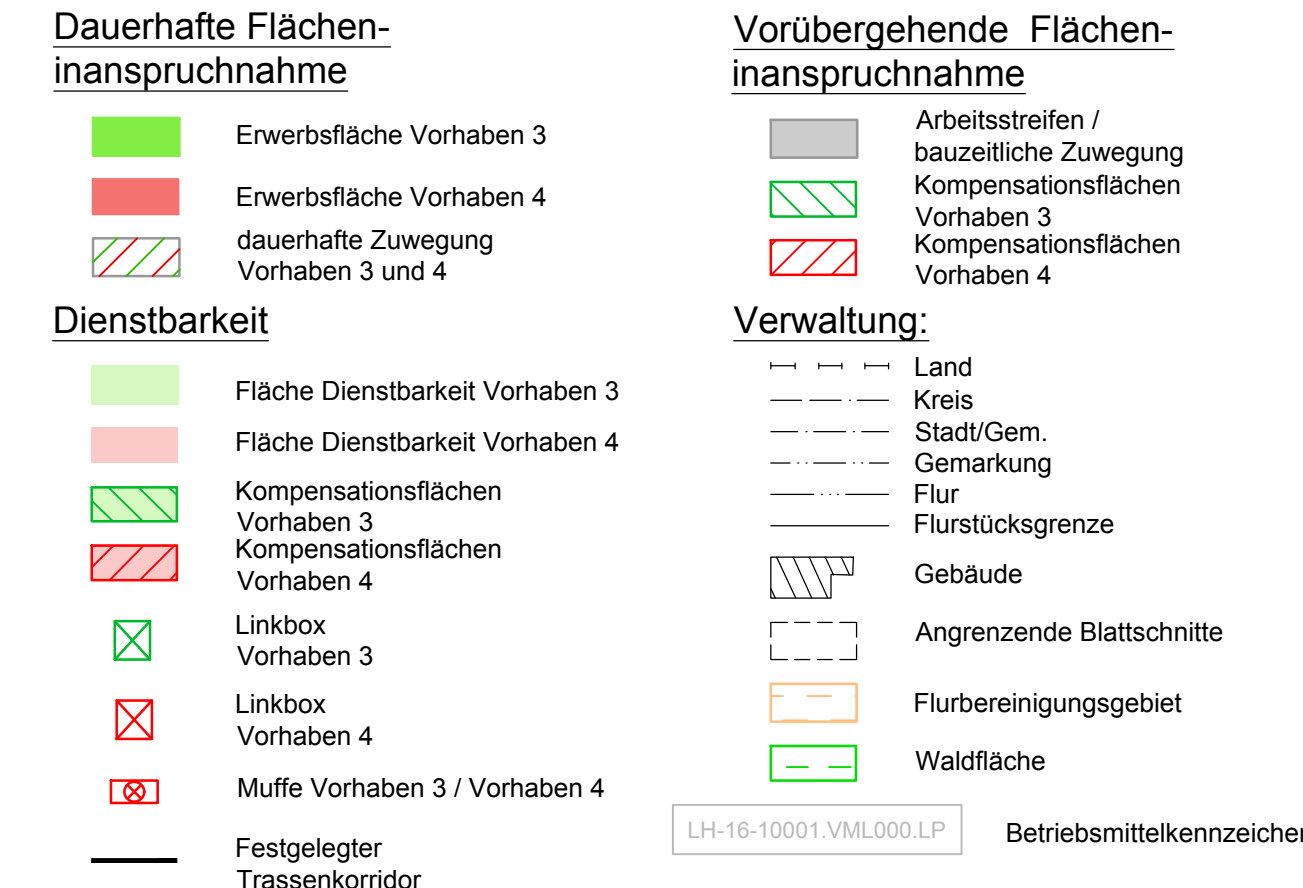 Dauerhafte Flächen-
inanspruchnahme
Erwerbsfläche Vorhaben 3
Erwerbsfläche Vorhaben 4
dauerhafte Zuwegung
Vorhaben 3 und 4
Dienstbarkeit
Fläche Dienstbarkeit Vorhaben 3
Fläche Dienstbarkeit Vorhaben 4
Kompensationsflächen
Vorhaben 3
Kompensationsflächen
Vorhaben 4
Linkbox
Vorhaben 3
Linkbox
Vorhaben 4
Muffe Vorhaben 3 / Vorhaben 4
Festgelegter
Trassenkorridor
Vorübergehende Flächen-
inanspruchnahme
Arbeitsstreifen /
bauzeitliche Zuwegung
Kompensationsflächen
Vorhaben 3
Kompensationsflächen
Vorhaben 4
Verwaltung:
Land
Kreis
Stadt/Gem.
Gemarkung
Flur
Flurstücksgrenze
Gebäude
Angrenzende Blattschnitte
Flurbereinigungsgebiet
Waldfläche
LH-16-10001.VML000.LP
Betriebsmittelkennzeichen